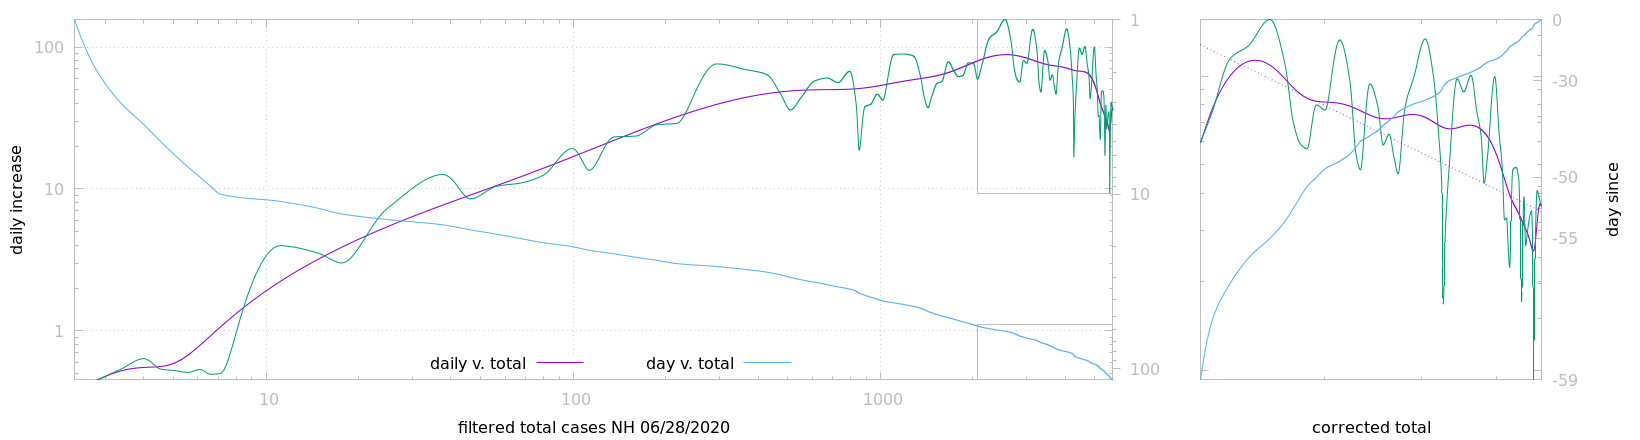 100
10
1
daily increase
daily v. total
day v. total
10
100
1000
filtered total cases NH 06/28/2020
1
10
100
0
-30
-50
-55
-59
day since
corrected total